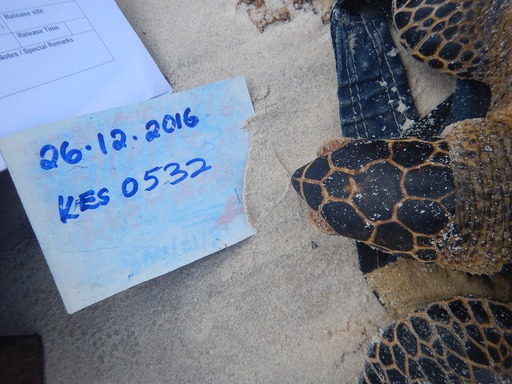 Release site
Release Time
Notes / Special Remarks
26.12.2016
KES 0532